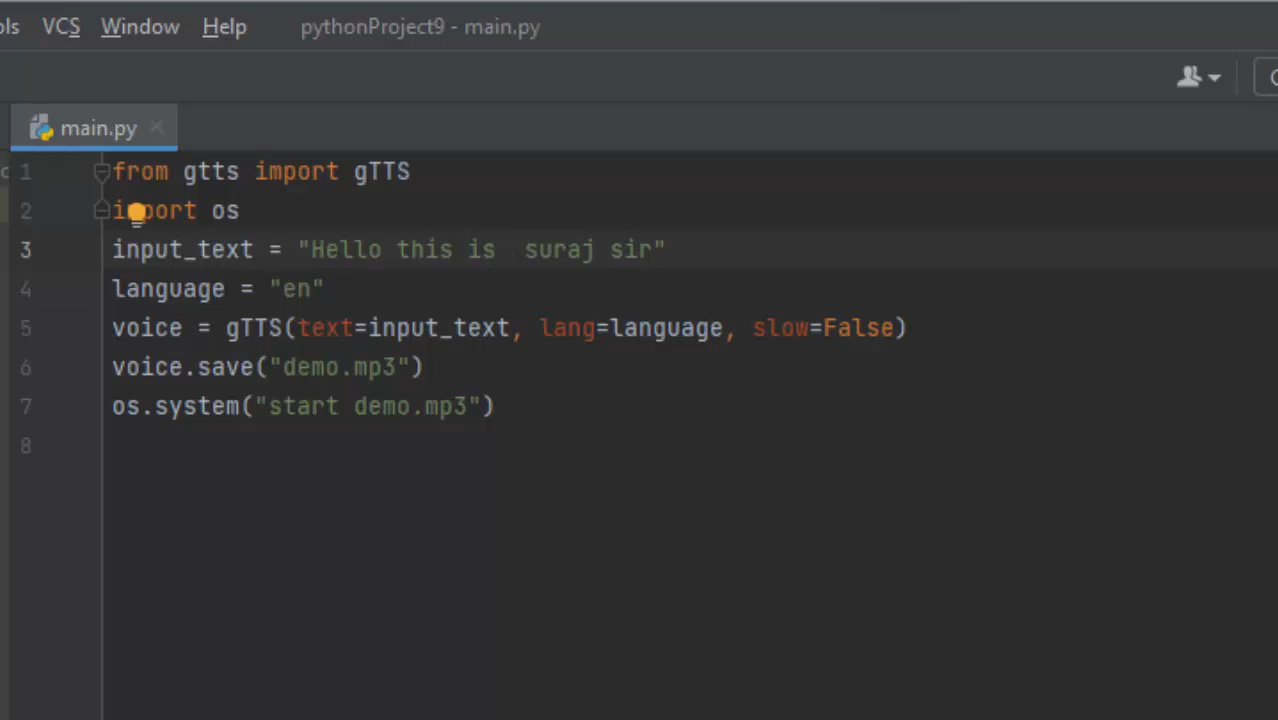 ols VCS Window Help pythonProject9 - main.py
main.py
1 from gtts import gTTS
2 import os
3 input_text = "Hello this is  suraj sir"
4 language = "en"
5 voice = gTTS(text=input_text, lang=language, slow=False)
6 voice.save("demo.mp3")
7 os.system("start demo.mp3")
8